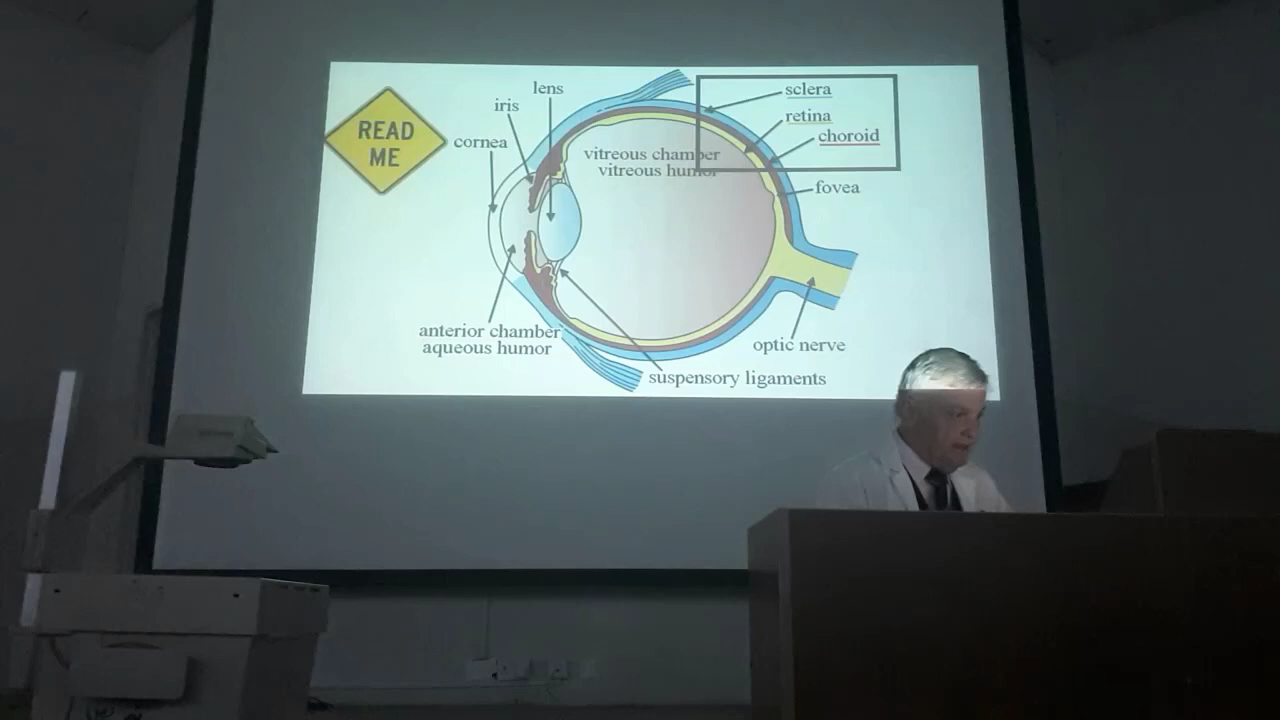 READ
ME
lens
iris
cornea
sclera
retina
choroid
vitreous chamber
vitreous humor
fovea
anterior chamber
aqueous humor
optic nerve
suspensory ligaments